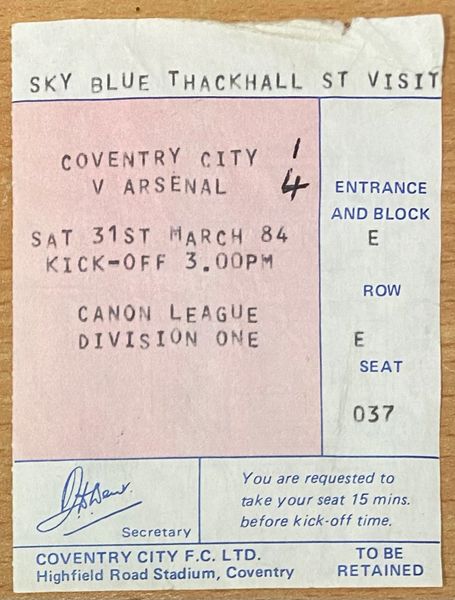 SKY BLUE THACKHALL ST VISIT
COVENTRY CITY 1
V ARSENAL 4
SAT 31ST MARCH 84
KICK-OFF 3.00PM
CANON LEAGUE
DIVISION ONE
ENTRANCE
AND BLOCK
E
ROW
E
SEAT
037
Secretary
You are requested to
take your seat 15 mins.
before kick-off time.
COVENTRY CITY F.C. LTD.
Highfield Road Stadium, Coventry
TO BE
RETAINED